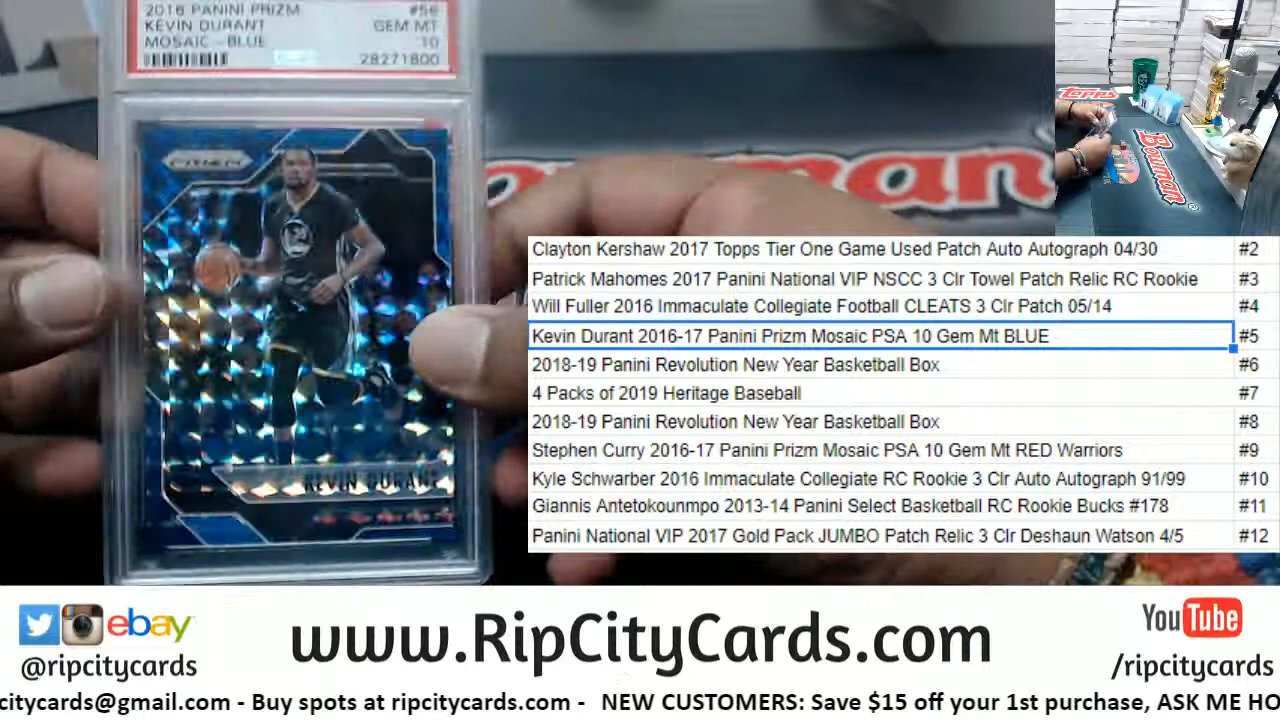 2016 PANINI PRIZM #56
KEVIN DURANT GEM MT
MOSAIC - BLUE 10
28271800
PRIZM
KEVIN DURANT
Bowman
topps
Bowman
Clayton Kershaw 2017 Topps Tier One Game Used Patch Auto Autograph 04/30 #2
Patrick Mahomes 2017 Panini National VIP NSCC 3 Clr Towel Patch Relic RC Rookie #3
Will Fuller 2016 Immaculate Collegiate Football CLEATS 3 Clr Patch 05/14 #4
Kevin Durant 2016-17 Panini Prizm Mosaic PSA 10 Gem Mt BLUE #5
2018-19 Panini Revolution New Year Basketball Box #6
4 Packs of 2019 Heritage Baseball #7
2018-19 Panini Revolution New Year Basketball Box #8
Stephen Curry 2016-17 Panini Prizm Mosaic PSA 10 Gem Mt RED Warriors #9
Kyle Schwarber 2016 Immaculate Collegiate RC Rookie 3 Clr Auto Autograph 91/99 #10
Giannis Antetokounmpo 2013-14 Panini Select Basketball RC Rookie Bucks #178 #11
Panini National VIP 2017 Gold Pack JUMBO Patch Relic 3 Clr Deshaun Watson 4/5 #12
ebay
@ripcitycards
www.RipCityCards.com
YouTube
/ripcitycards
citycards@gmail.com - Buy spots at ripcitycards.com - NEW CUSTOMERS: Save $15 off your 1st purchase, ASK ME HO